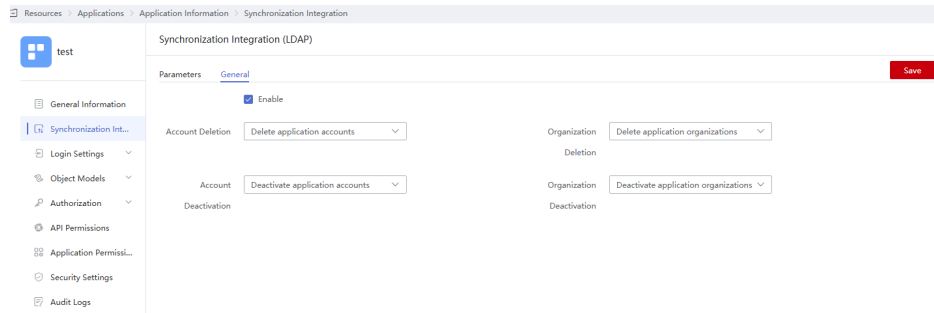 Resources > Applications > Application Information > Synchronization Integration
test
Synchronization Integration (LDAP)
Parameters General
Save
Enable
Account Deletion Delete application accounts
Organization Deletion Delete application organizations
Account Deactivation Deactivate application accounts
Organization Deactivation Deactivate application organizations
General Information
Synchronization Int...
Login Settings
Object Models
Authorization
API Permissions
Application Permissi...
Security Settings
Audit Logs